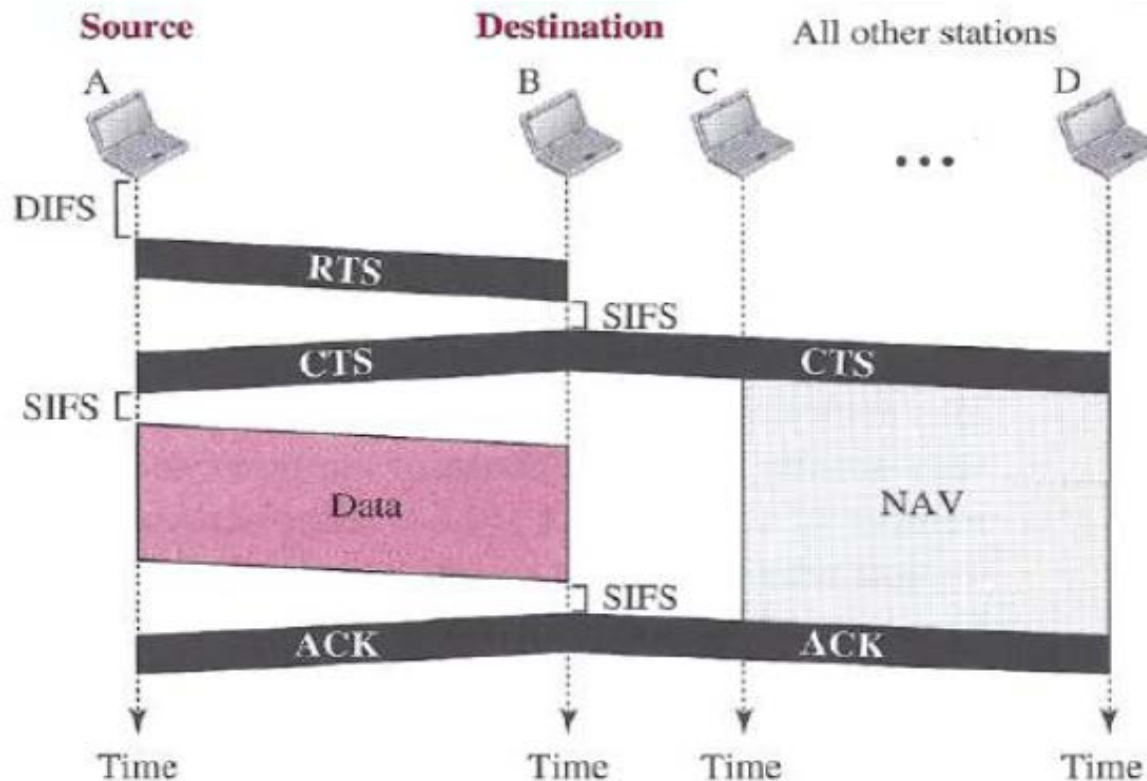 Source Destination All other stations
A B C D
DIFS
RTS
SIFS
CTS CTS
SIFS
Data NAV
SIFS
ACK ACK
Time Time Time Time